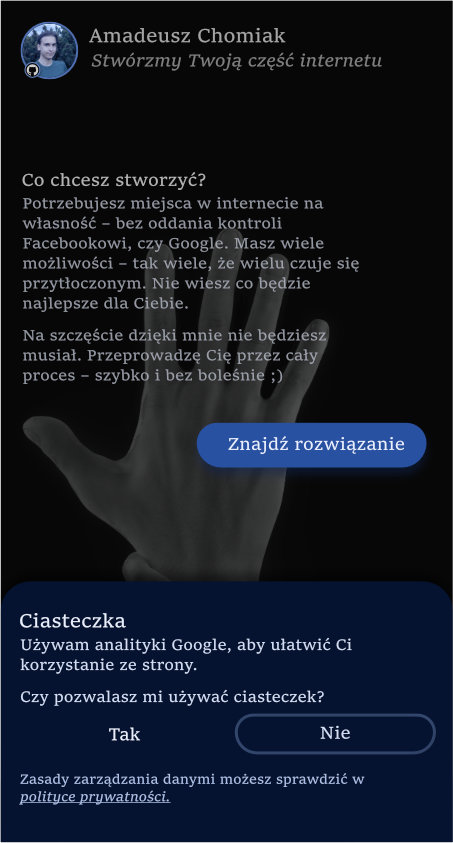 Amadeusz Chomiak
Stwórzmy Twoją część internetu
Co chcesz stworzyć?
Potrzebujesz miejsca w internecie na
własność – bez oddania kontroli
Facebookowi, czy Google. Masz wiele
możliwości – tak wiele, że wielu czuje się
przytłoczonym. Nie wiesz co będzie
najlepsze dla Ciebie.
Na szczęście dzięki mnie nie będziesz
musiał. Przeprowadzę Cię przez cały
proces – szybko i bez boleśnie ;)
Znajdź rozwiązanie
Ciasteczka
Używam analityki Google, aby ułatwić Ci
korzystanie ze strony.
Czy pozwalasz mi używać ciasteczek?
Tak Nie
Zasady zarządzania danymi możesz sprawdzić w
polityce prywatności.